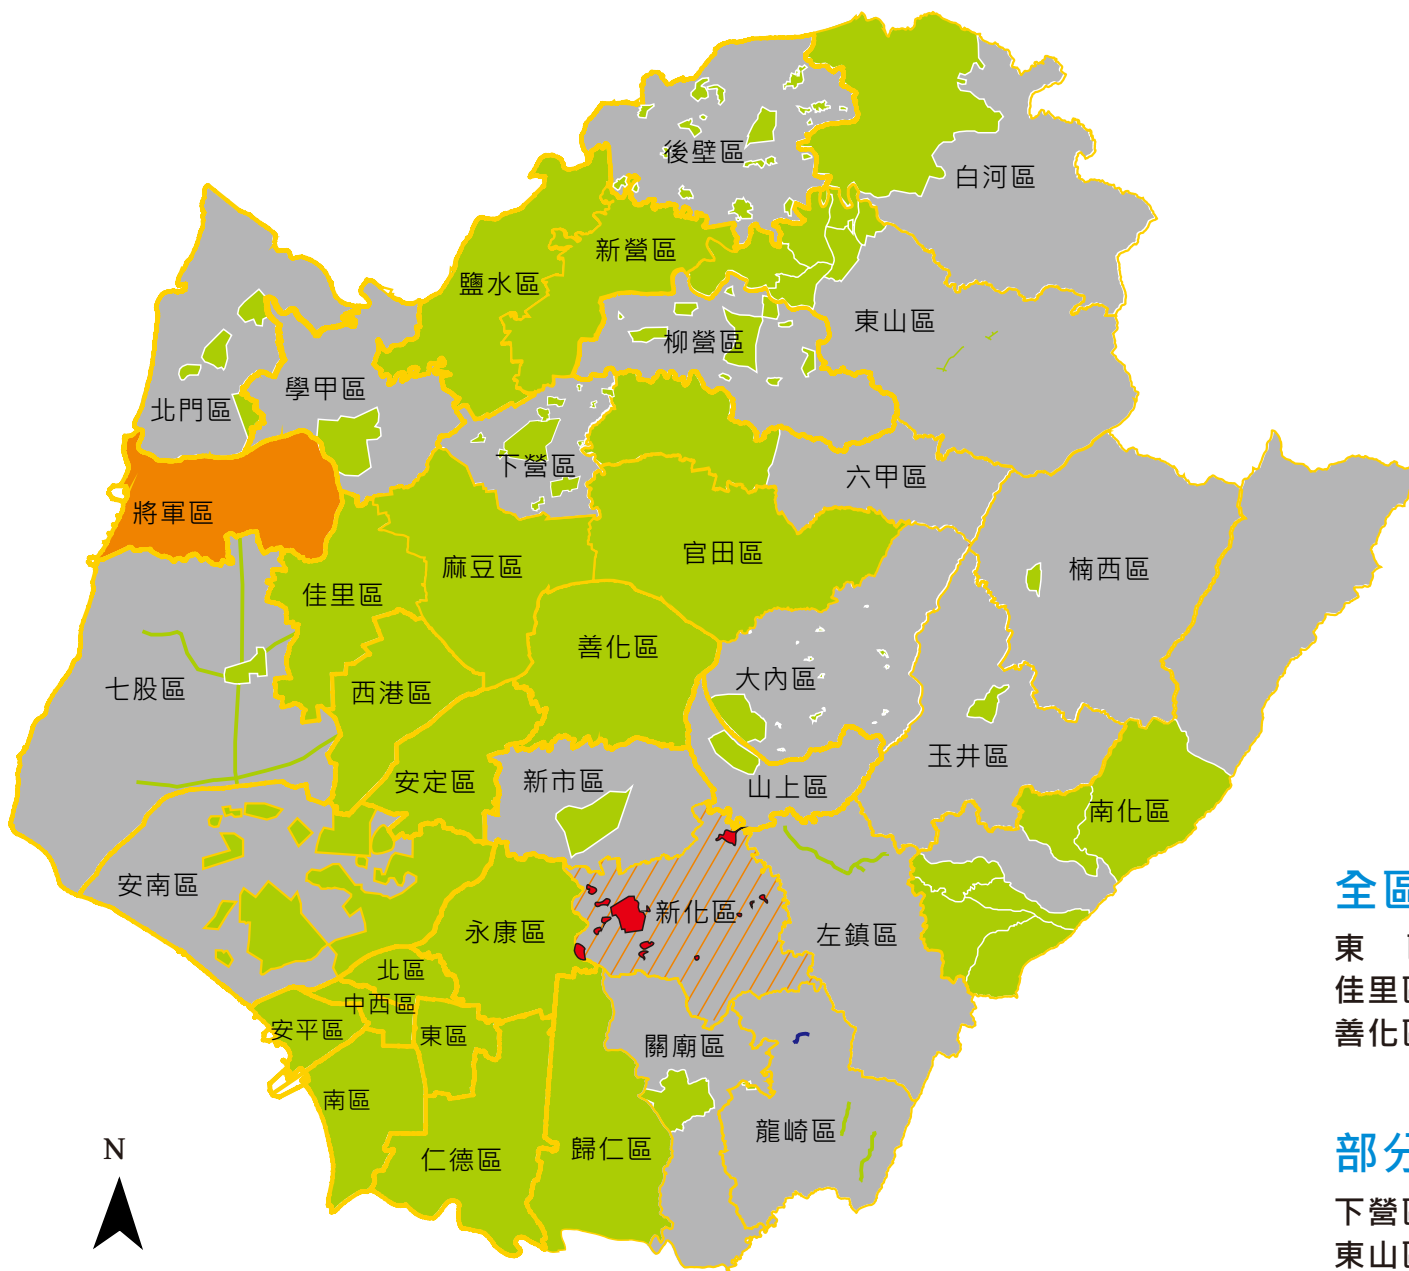 後壁區
白河區
新營區
鹽水區
東山區
柳營區
學甲區
北門區
下營區
六甲區
將軍區
官田區
麻豆區
楠西區
佳里區
善化區
大內區
七股區
西港區
玉井區
安定區
新市區
山上區
南化區
安南區
新化區
永康區
左鎮區
北區
中西區
安平區
東區
關廟區
南區
龍崎區
歸仁區
仁德區
N
全區
東
佳里區
善化區
部分
下營區
東山區